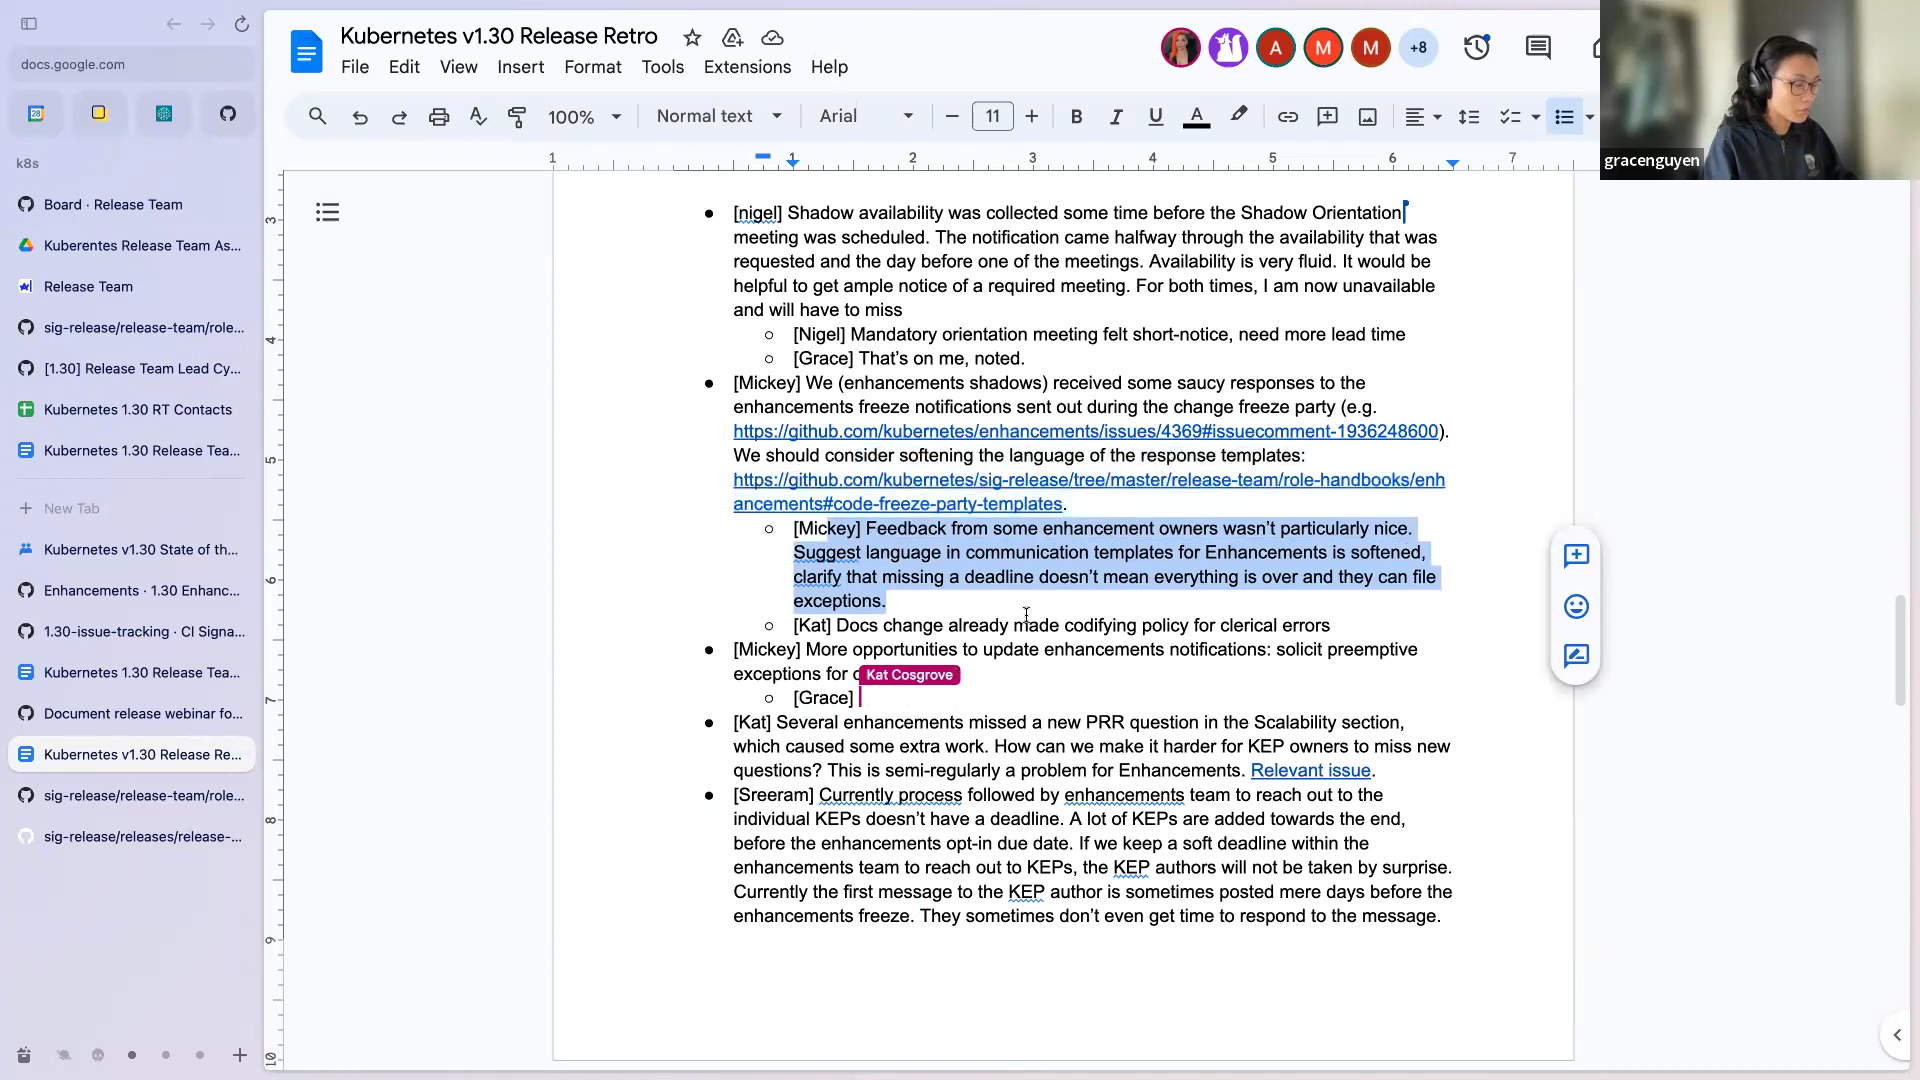 docs.google.com
28
k8s
Board · Release Team
Kuberentes Release Team As...
Release Team
sig-release/release-team/role...
[1.30] Release Team Lead Cy...
Kubernetes 1.30 RT Contacts
Kubernetes 1.30 Release Tea...
New Tab
Kubernetes v1.30 State of th...
Enhancements · 1.30 Enhanc...
1.30-issue-tracking · CI Signa...
Kubernetes 1.30 Release Tea...
Document release webinar fo...
Kubernetes v1.30 Release Re...
sig-release/release-team/role...
sig-release/releases/release-...
Kubernetes v1.30 Release Retro
File Edit View Insert Format Tools Extensions Help
A M M +8
100% Normal text Arial 11 B I U A
1 1 2 3 4 5 6 7
3
4
5
6
7
8
9
10
gracenguyen
● [nigel] Shadow availability was collected some time before the Shadow Orientation
meeting was scheduled. The notification came halfway through the availability that was
requested and the day before one of the meetings. Availability is very fluid. It would be
helpful to get ample notice of a required meeting. For both times, I am now unavailable
and will have to miss
○ [Nigel] Mandatory orientation meeting felt short-notice, need more lead time
○ [Grace] That’s on me, noted.
● [Mickey] We (enhancements shadows) received some saucy responses to the
enhancements freeze notifications sent out during the change freeze party (e.g.
https://github.com/kubernetes/enhancements/issues/4369#issuecomment-1936248600).
We should consider softening the language of the response templates:
https://github.com/kubernetes/sig-release/tree/master/release-team/role-handbooks/enh
ancements#code-freeze-party-templates.
○ [Mickey] Feedback from some enhancement owners wasn’t particularly nice.
Suggest language in communication templates for Enhancements is softened,
clarify that missing a deadline doesn’t mean everything is over and they can file
exceptions.
○ [Kat] Docs change already made codifying policy for clerical errors
● [Mickey] More opportunities to update enhancements notifications: solicit preemptive
exceptions for
Kat Cosgrove
○ [Grace]
● [Kat] Several enhancements missed a new PRR question in the Scalability section,
which caused some extra work. How can we make it harder for KEP owners to miss new
questions? This is semi-regularly a problem for Enhancements. Relevant issue.
● [Sreeram] Currently process followed by enhancements team to reach out to the
individual KEPs doesn’t have a deadline. A lot of KEPs are added towards the end,
before the enhancements opt-in due date. If we keep a soft deadline within the
enhancements team to reach out to KEPs, the KEP authors will not be taken by surprise.
Currently the first message to the KEP author is sometimes posted mere days before the
enhancements freeze. They sometimes don’t even get time to respond to the message.